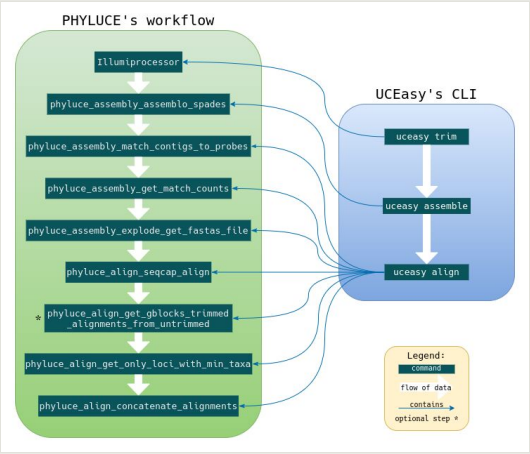 PHYLUCE's workflow
Illumiprocessor
phyluce_assembly_assemblo_spades
phyluce_assembly_match_contigs_to_probes
phyluce_assembly_get_match_counts
phyluce_assembly_explode_get_fastas_file
phyluce_align_seqcap_align
* phyluce_align_get_gblocks_trimmed
_alignments_from_untrimmed
phyluce_align_get_only_loci_with_min_taxa
phyluce_align_concatenate_alignments
UCEasy's CLI
uceasy trim
uceasy assemble
uceasy align
Legend:
command
flow of data
contains
optional step *